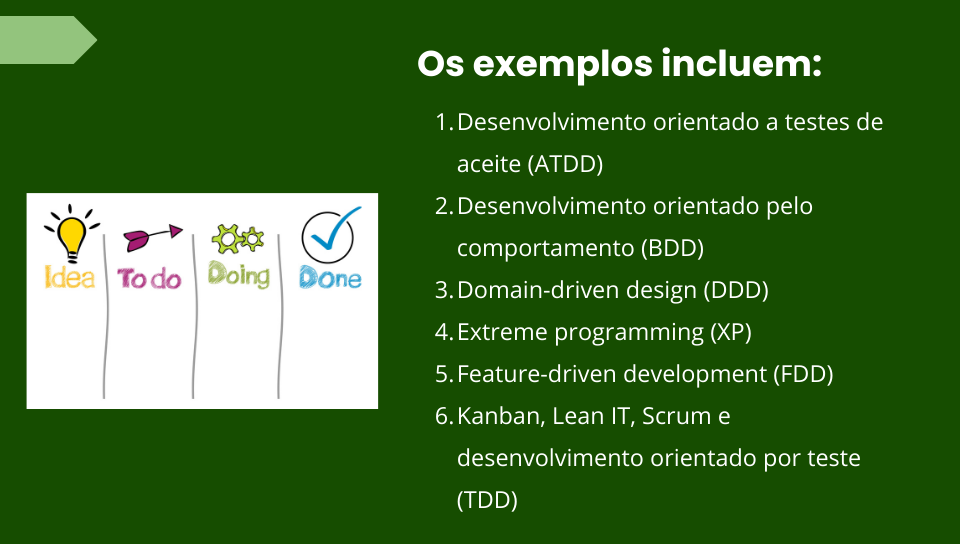 Os exemplos incluem:
1. Desenvolvimento orientado a testes de
aceite (ATDD)
2. Desenvolvimento orientado pelo
comportamento (BDD)
3. Domain-driven design (DDD)
4. Extreme programming (XP)
5. Feature-driven development (FDD)
6. Kanban, Lean IT, Scrum e
desenvolvimento orientado por teste
(TDD)
Idea
To do
Doing
Done